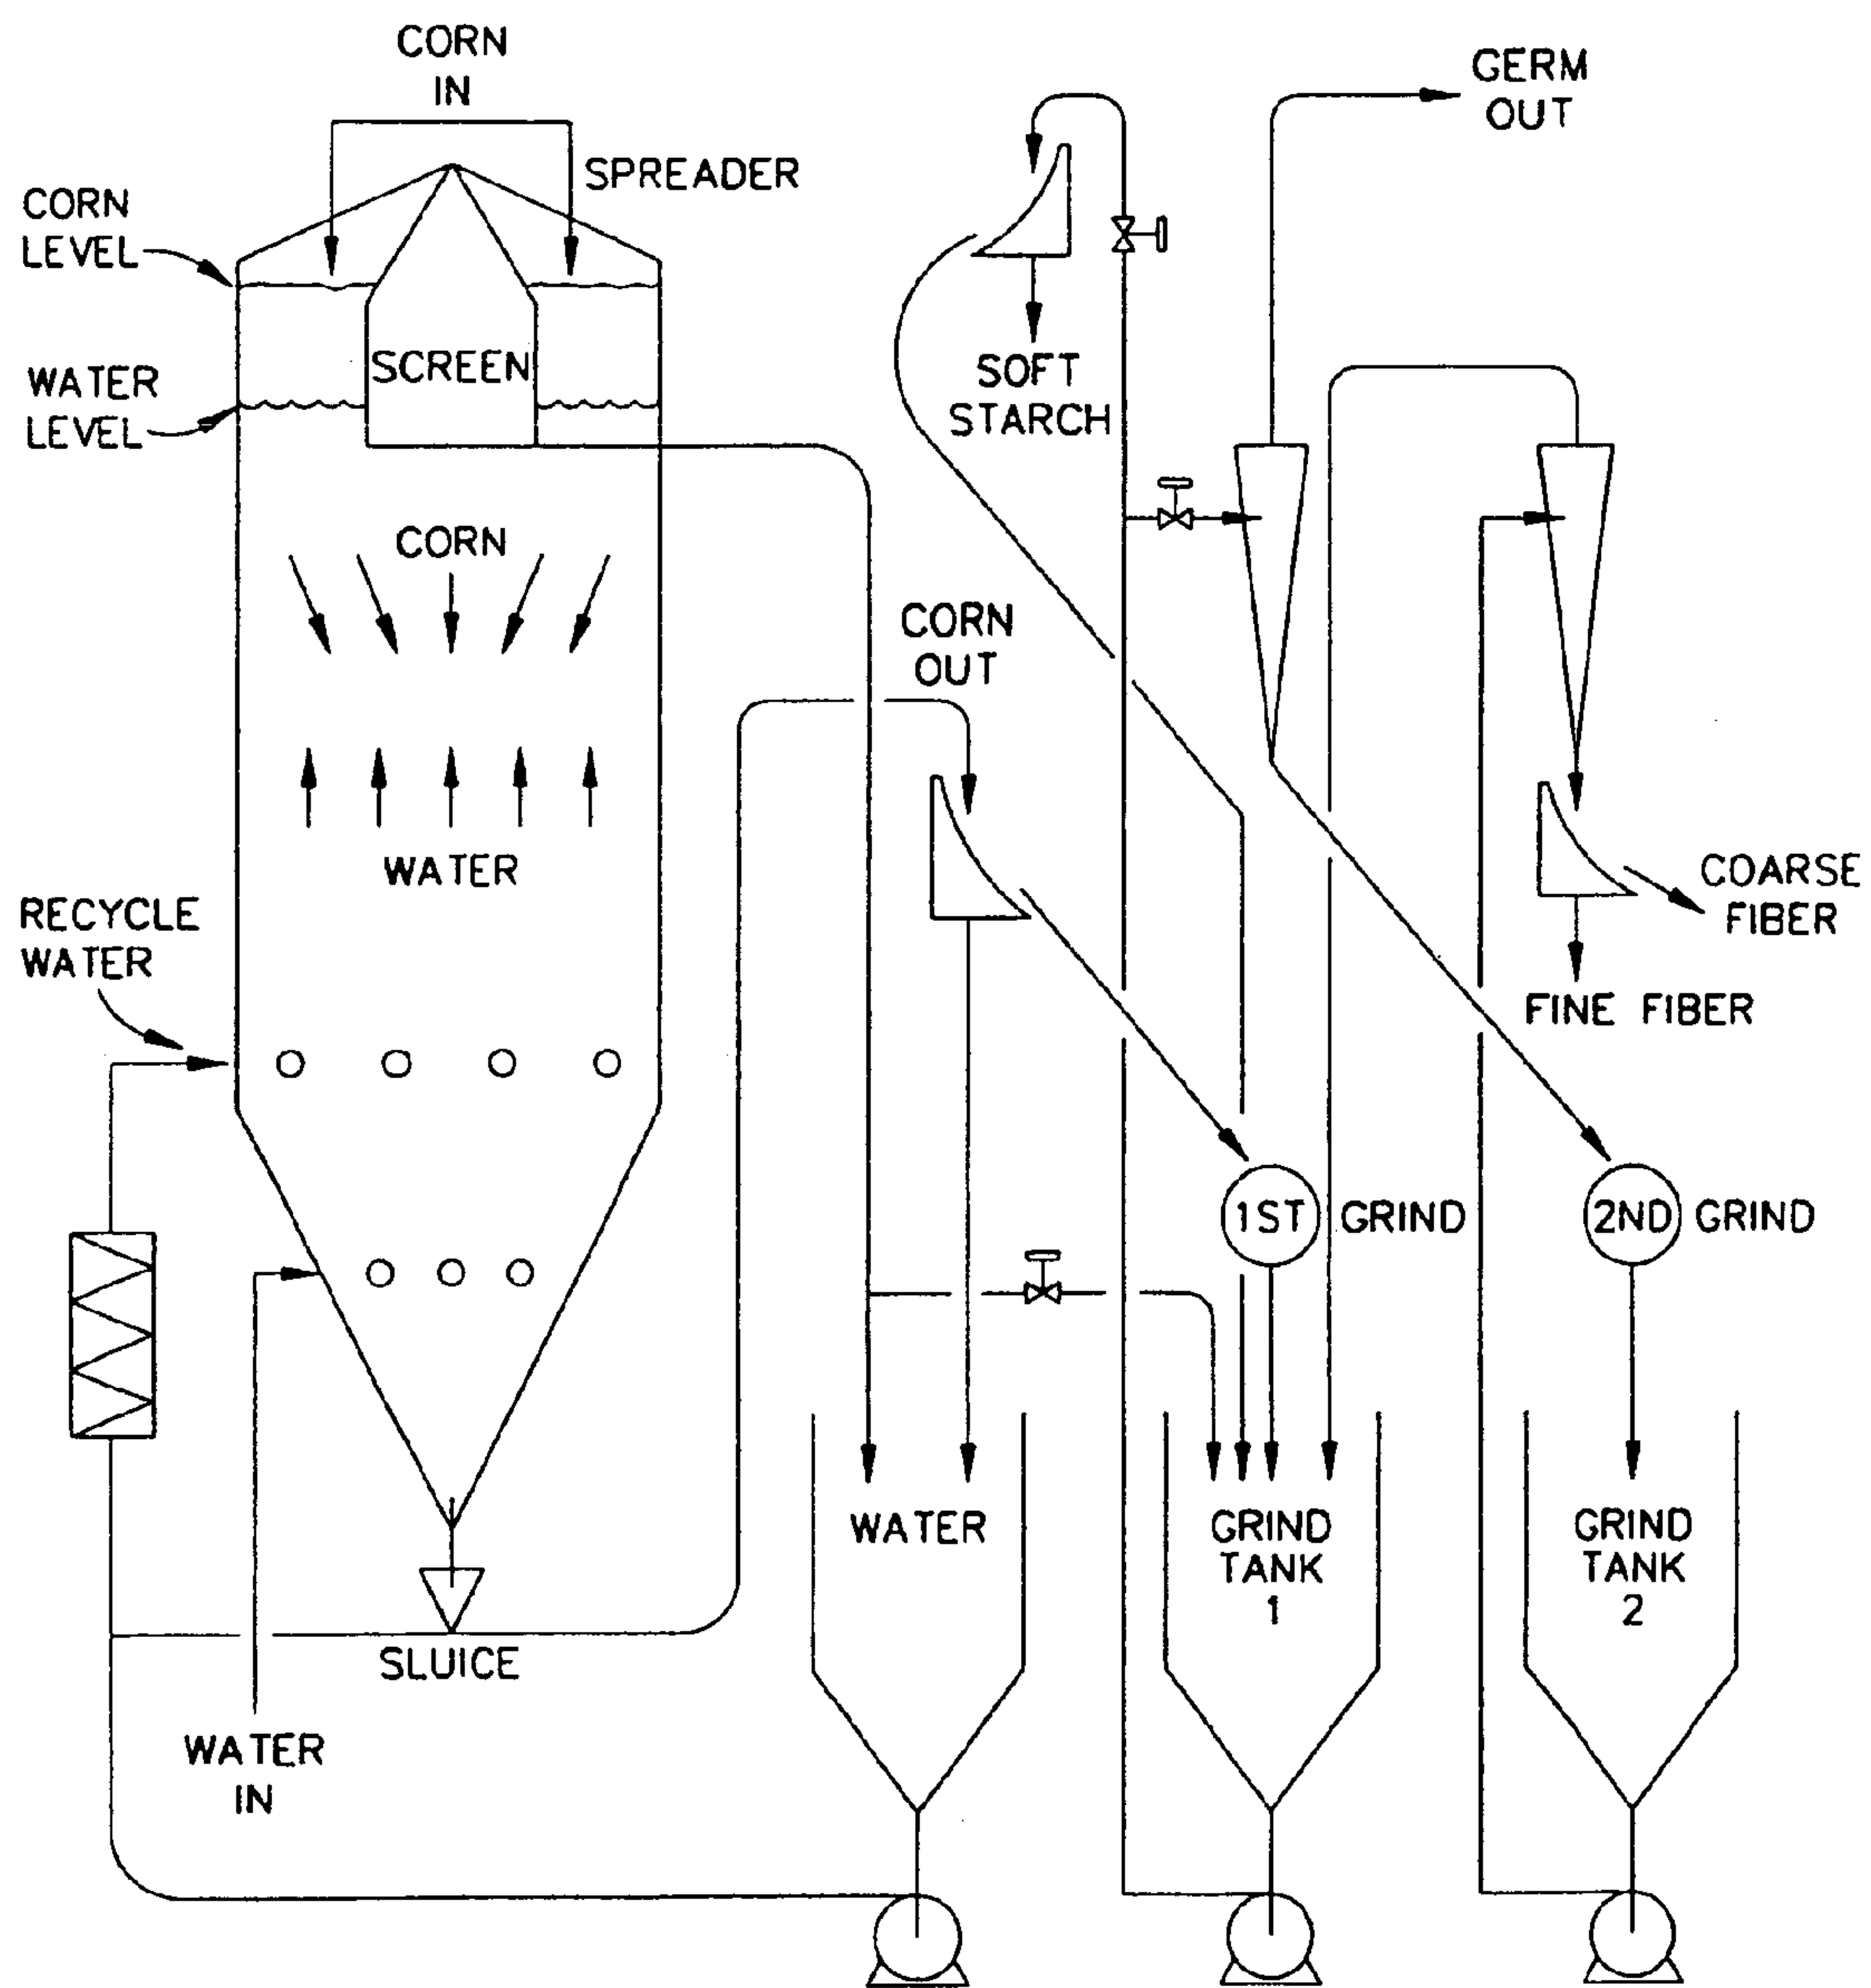 CORN
IN
SPREADER
CORN
LEVEL
WATER
LEVEL
SCREEN
CORN
WATER
RECYCLE
WATER
SLUICE
WATER
IN
GERM
OUT
SOFT
STARCH
CORN
OUT
COARSE
FIBER
FINE FIBER
1ST GRIND
2ND GRIND
WATER
GRIND
TANK
1
GRIND
TANK
2